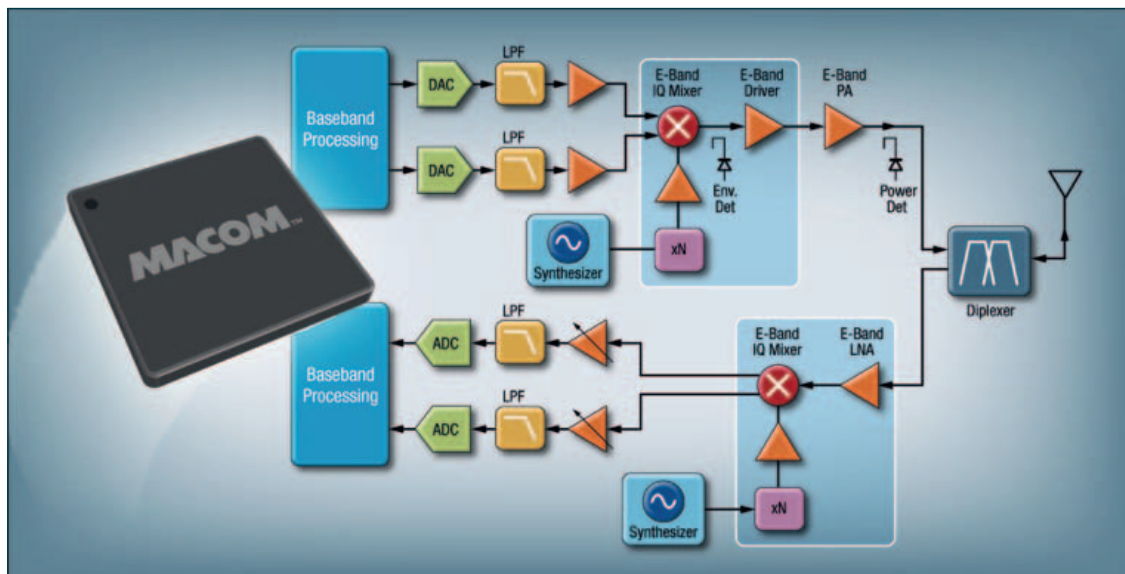 LPF
DAC
Baseband
Processing
LPF
DAC
E-Band
IQ Mixer
E-Band
Driver
E-Band
PA
Env.
Det
Power
Det
xN
Synthesizer
Diplexer
MACOM™
LPF
ADC
Baseband
Processing
LPF
ADC
E-Band
IQ Mixer
E-Band
LNA
xN
Synthesizer